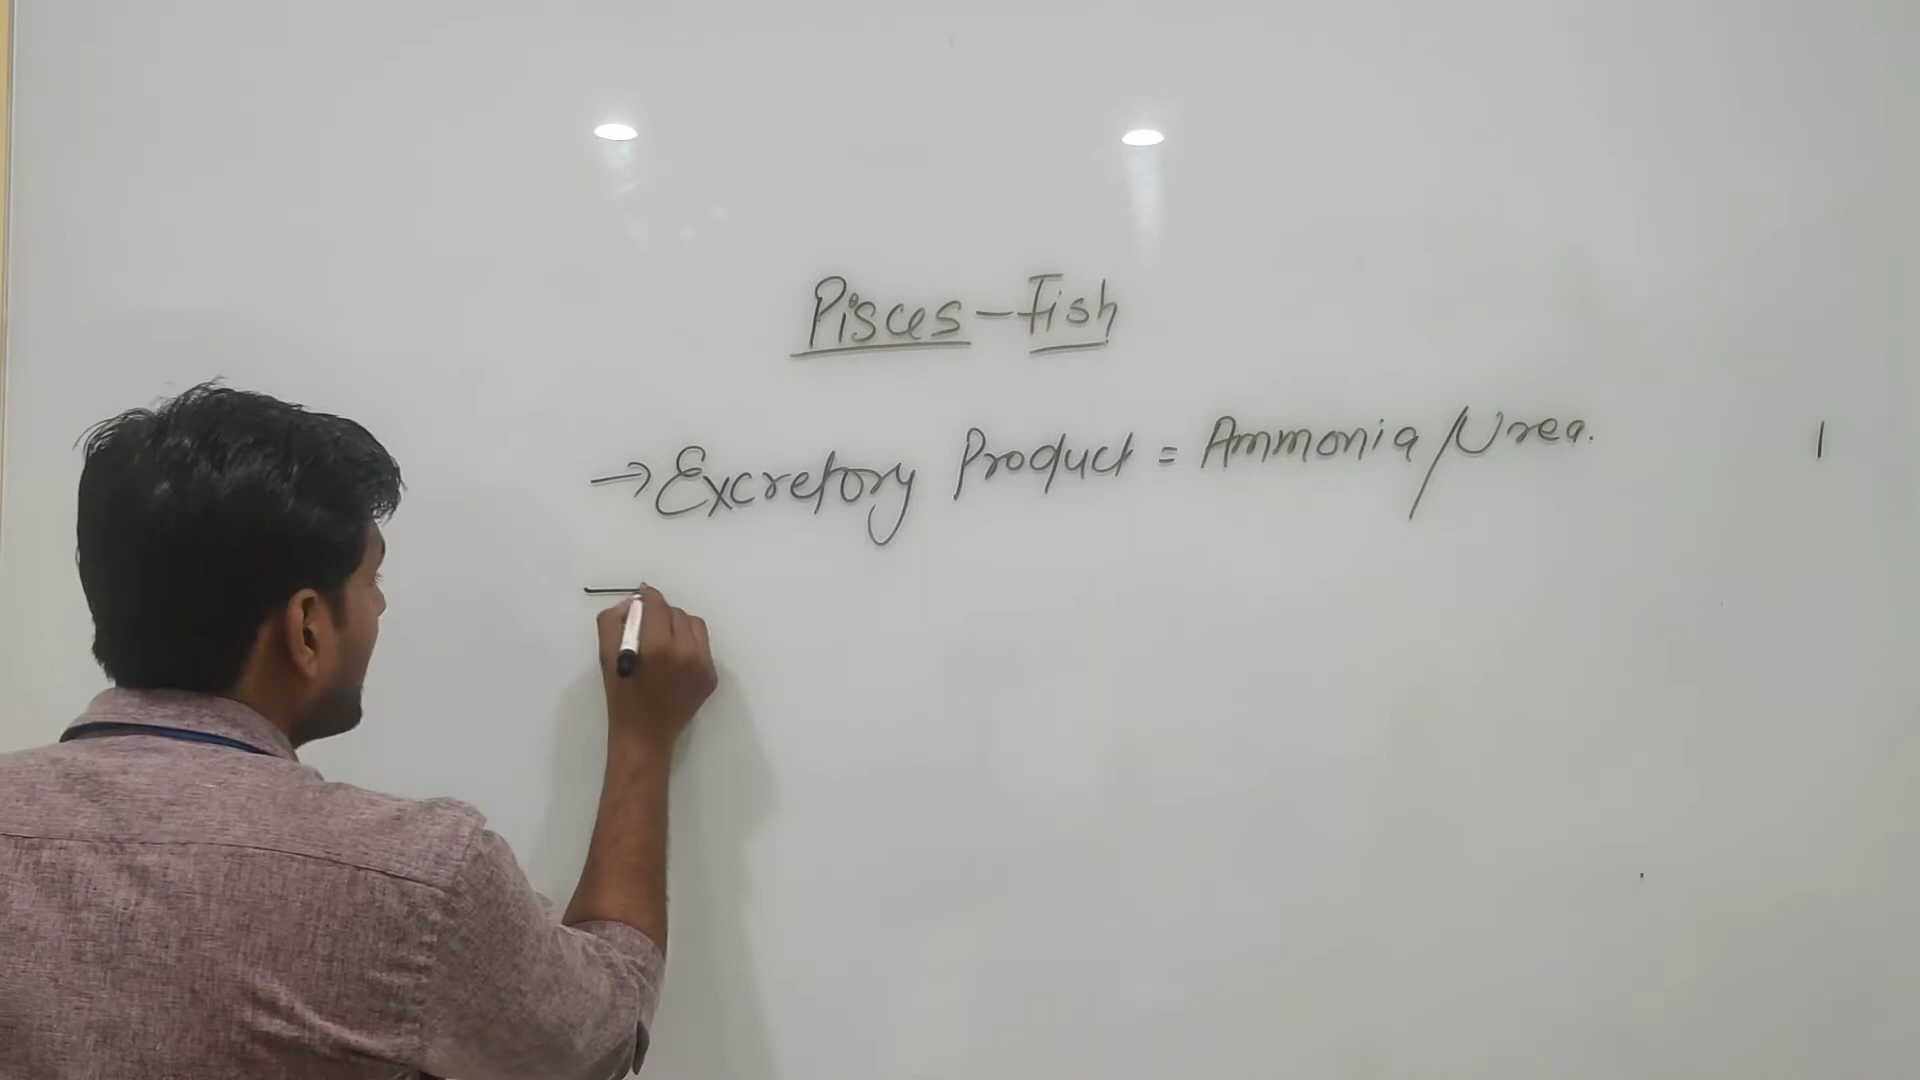 Pisces - Fish
→ Excretory Product = Ammonia / Urea.